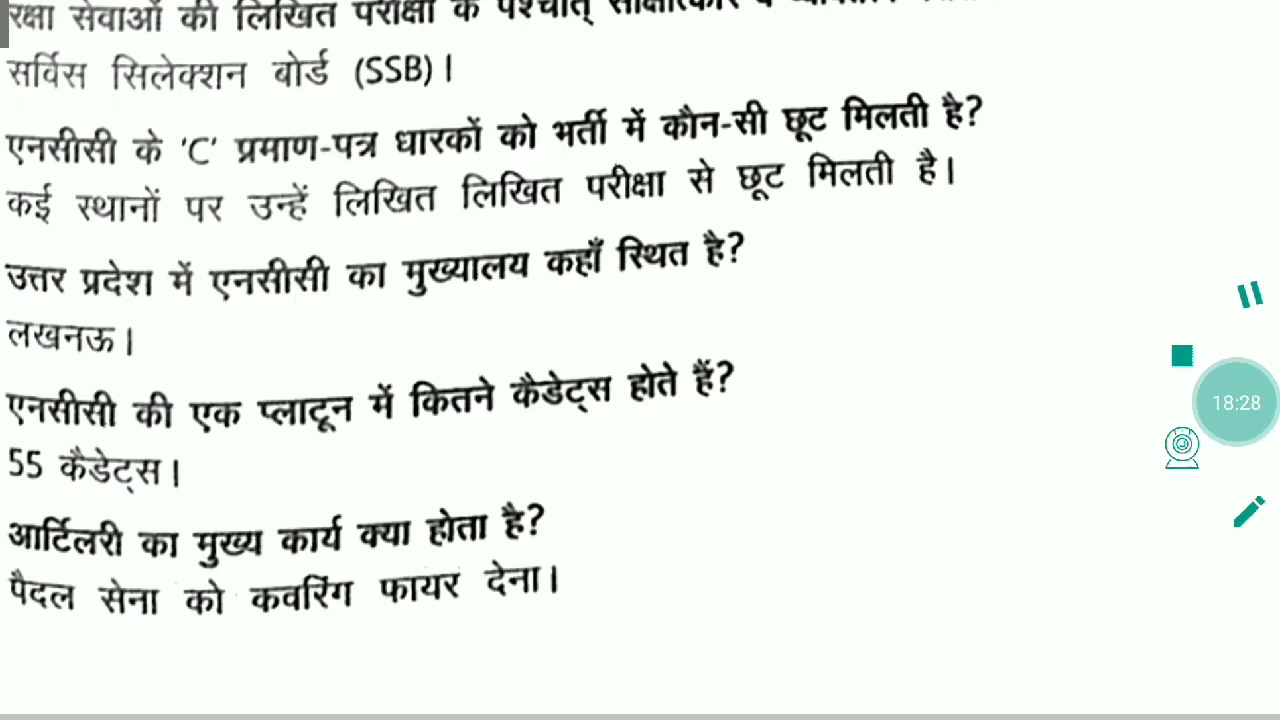 रक्षा सेवाओं की लिखित परीक्षा के पश्चात् साक्षात्कार व
सर्विस सिलेक्शन बोर्ड (SSB)।
एनसीसी के 'C' प्रमाण-पत्र धारकों को भर्ती में कौन-सी छूट मिलती है?
कई स्थानों पर उन्हें लिखित लिखित परीक्षा से छूट मिलती है।
उत्तर प्रदेश में एनसीसी का मुख्यालय कहाँ स्थित है?
लखनऊ।
एनसीसी की एक प्लाटून में कितने कैडेट्स होते हैं?
55 कैडेट्स।
18:28
आर्टिलरी का मुख्य कार्य क्या होता है?
पैदल सेना को कवरिंग फायर देना।